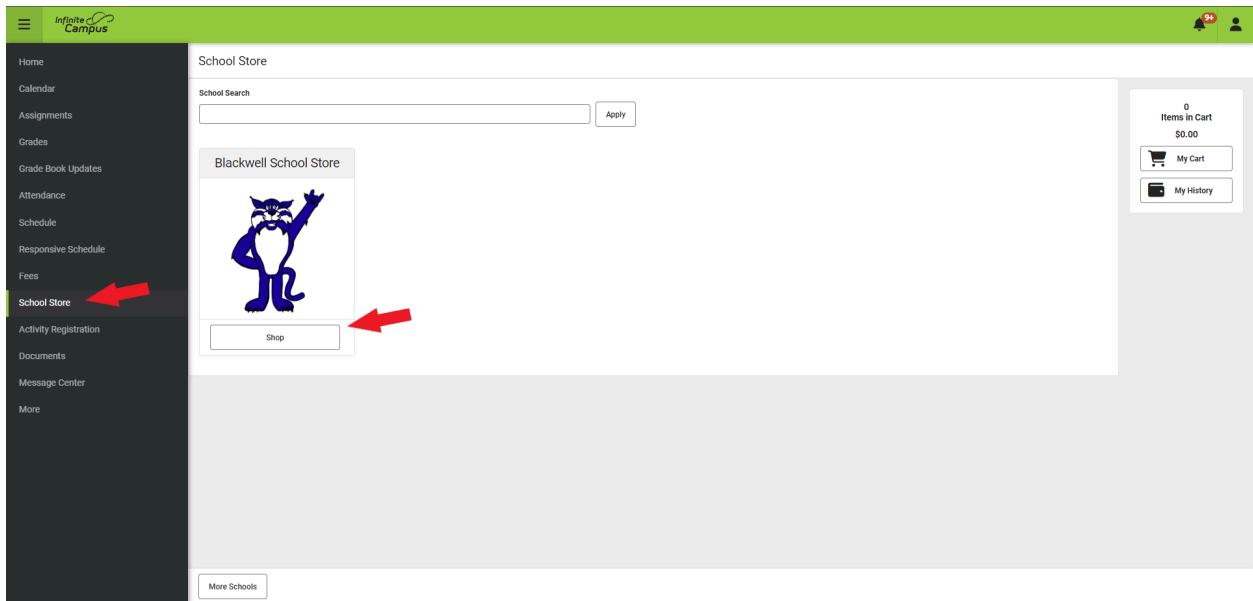 Infinite
Campus
9+
Home
Calendar
Assignments
Grades
Grade Book Updates
Attendance
Schedule
Responsive Schedule
Fees
School Store
Activity Registration
Documents
Message Center
More
School Store
School Search
Apply
Blackwell School Store
Shop
0
Items in Cart
$0.00
My Cart
My History
More Schools